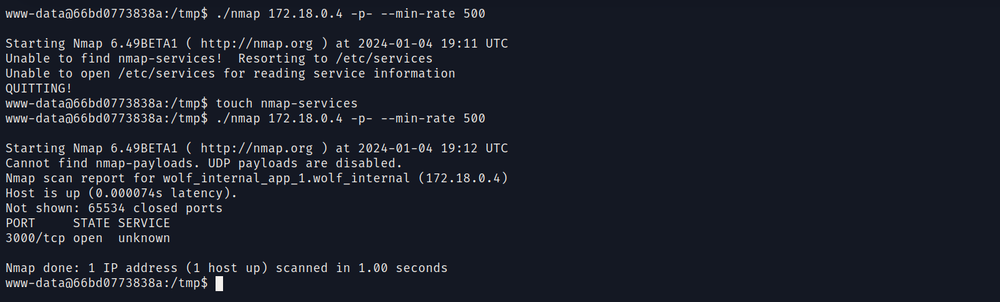 www-data@66bd0773838a:/tmp$ ./nmap 172.18.0.4 -p- --min-rate 500
Starting Nmap 6.49BETA1 ( http://nmap.org ) at 2024-01-04 19:11 UTC
Unable to find nmap-services!  Resorting to /etc/services
Unable to open /etc/services for reading service information
QUITTING!
www-data@66bd0773838a:/tmp$ touch nmap-services
www-data@66bd0773838a:/tmp$ ./nmap 172.18.0.4 -p- --min-rate 500
Starting Nmap 6.49BETA1 ( http://nmap.org ) at 2024-01-04 19:12 UTC
Cannot find nmap-payloads. UDP payloads are disabled.
Nmap scan report for wolf_internal_app_1.wolf_internal (172.18.0.4)
Host is up (0.000074s latency).
Not shown: 65534 closed ports
PORT     STATE SERVICE
3000/tcp open  unknown
Nmap done: 1 IP address (1 host up) scanned in 1.00 seconds
www-data@66bd0773838a:/tmp$